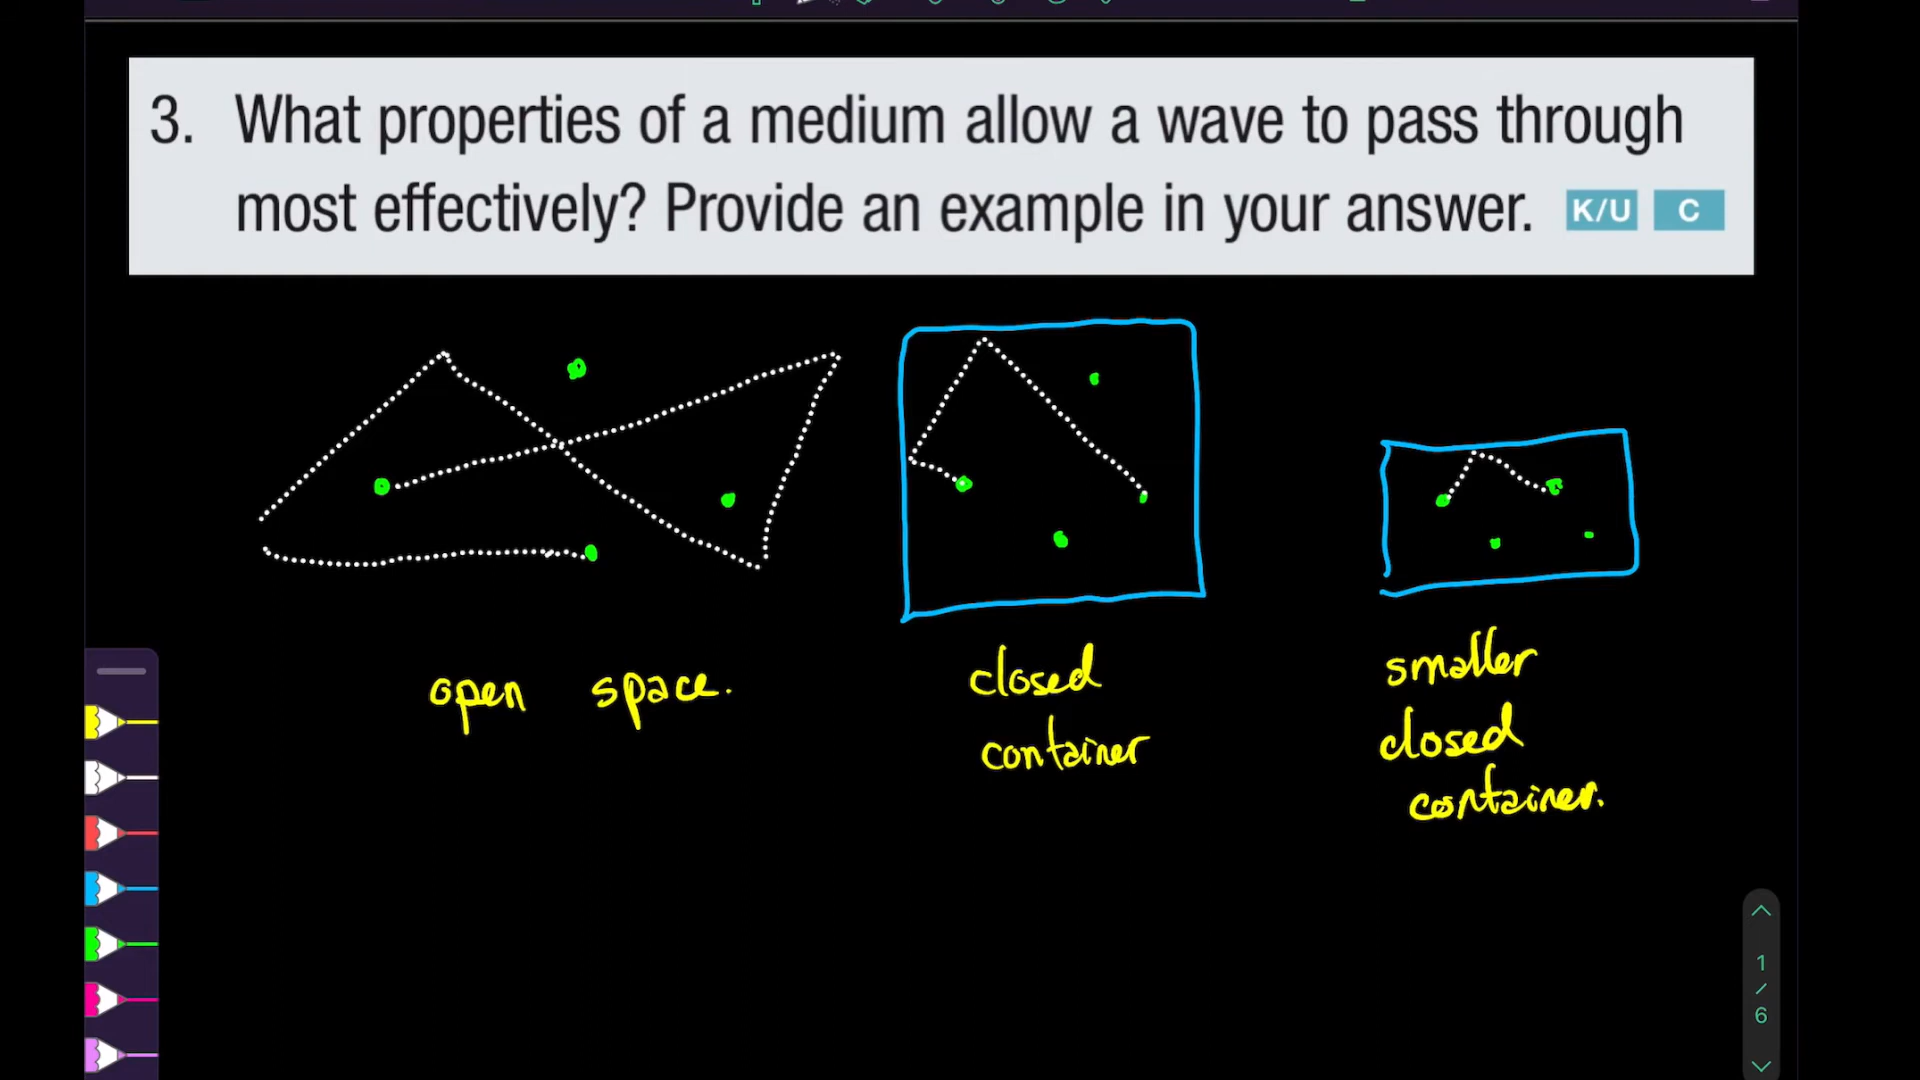 3. What properties of a medium allow a wave to pass through
most effectively? Provide an example in your answer. K/U C
open space.
closed
container
smaller
closed
container.
1
/
6